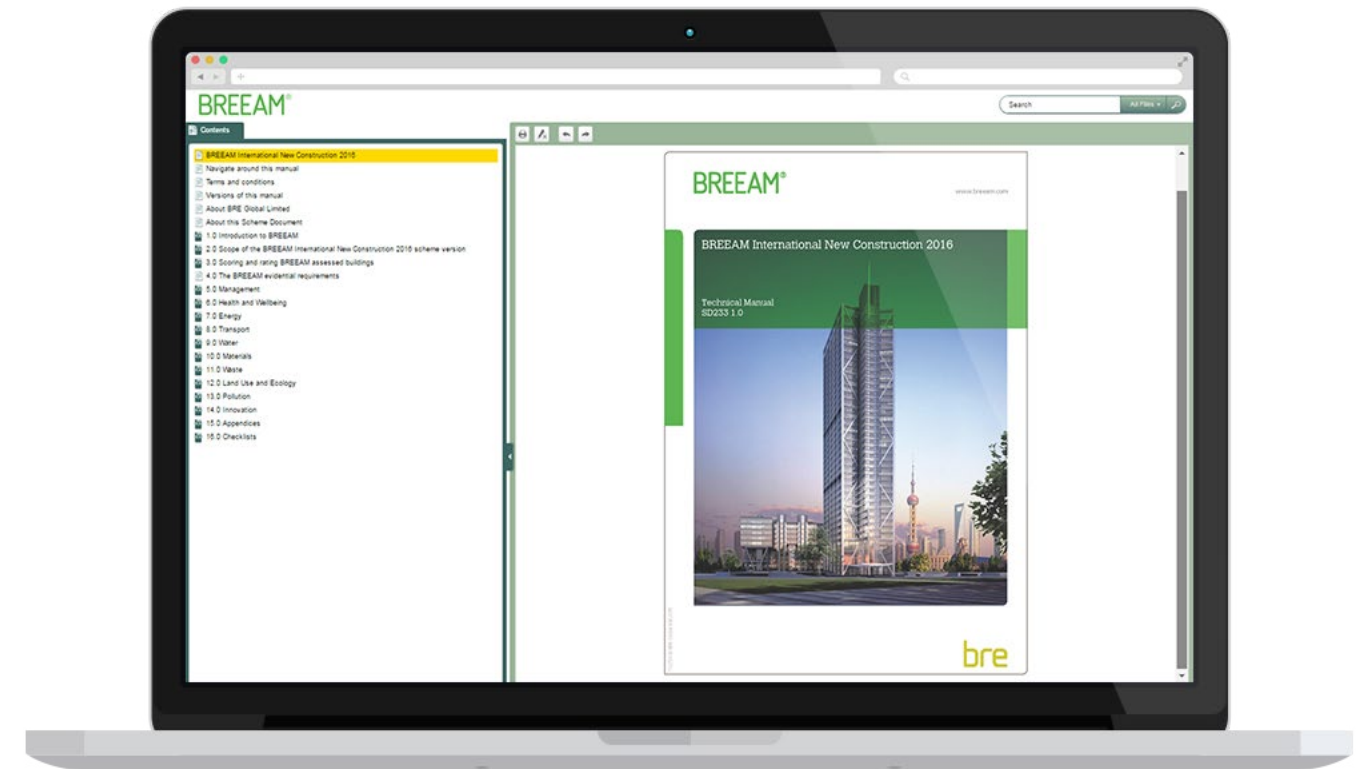 BREEAM®
Search
All Files
Contents
BREEAM International New Construction 2016
Navigate around this manual
Terms and conditions
Versions of this manual
About BRE Global Limited
About this Scheme Document
1.0 Introduction to BREEAM
2.0 Scope of the BREEAM International New Construction 2016 scheme version
3.0 Scoring and rating BREEAM assessed buildings
4.0 The BREEAM evidential requirements
5.0 Management
6.0 Health and Wellbeing
7.0 Energy
8.0 Transport
9.0 Water
10.0 Materials
11.0 Waste
12.0 Land Use and Ecology
13.0 Pollution
14.0 Innovation
15.0 Appendices
16.0 Checklists
BREEAM®
www.breeam.com
BREEAM International New Construction 2016
Technical Manual
SD233 1.0
bre